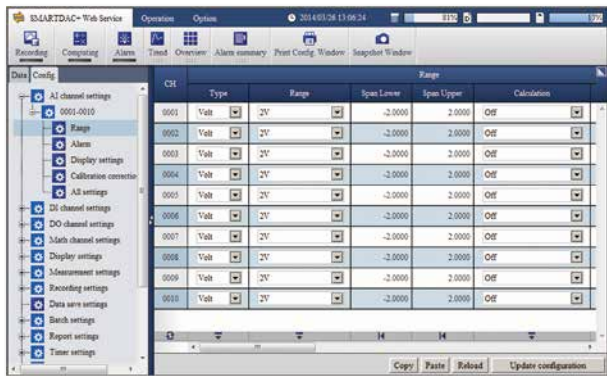 SMARTDAC+ Web Service Operation Option 2014/03/26 13:06:24 81%
Recording Computing Alarm Trend Overview Alarm summary Print Config. Window Snapshot Window
Data Config.
AI channel settings
0001-0010
Range
Alarm
Display settings
Calibration correctio
All settings
DI channel settings
DO channel settings
Math channel settings
Display settings
Measurement settings
Recording settings
Data save settings
Batch settings
Report settings
Timer settings
CH Range
Type Range Span Lower Span Upper Calculation
0001 Volt 2V -2.0000 2.0000 Off
0002 Volt 2V -2.0000 2.0000 Off
0003 Volt 2V -2.0000 2.0000 Off
0004 Volt 2V -2.0000 2.0000 Off
0005 Volt 2V -2.0000 2.0000 Off
0006 Volt 2V -2.0000 2.0000 Off
0007 Volt 2V -2.0000 2.0000 Off
0008 Volt 2V -2.0000 2.0000 Off
0009 Volt 2V -2.0000 2.0000 Off
0010 Volt 2V -2.0000 2.0000 Off
Copy Paste Reload Update configuration